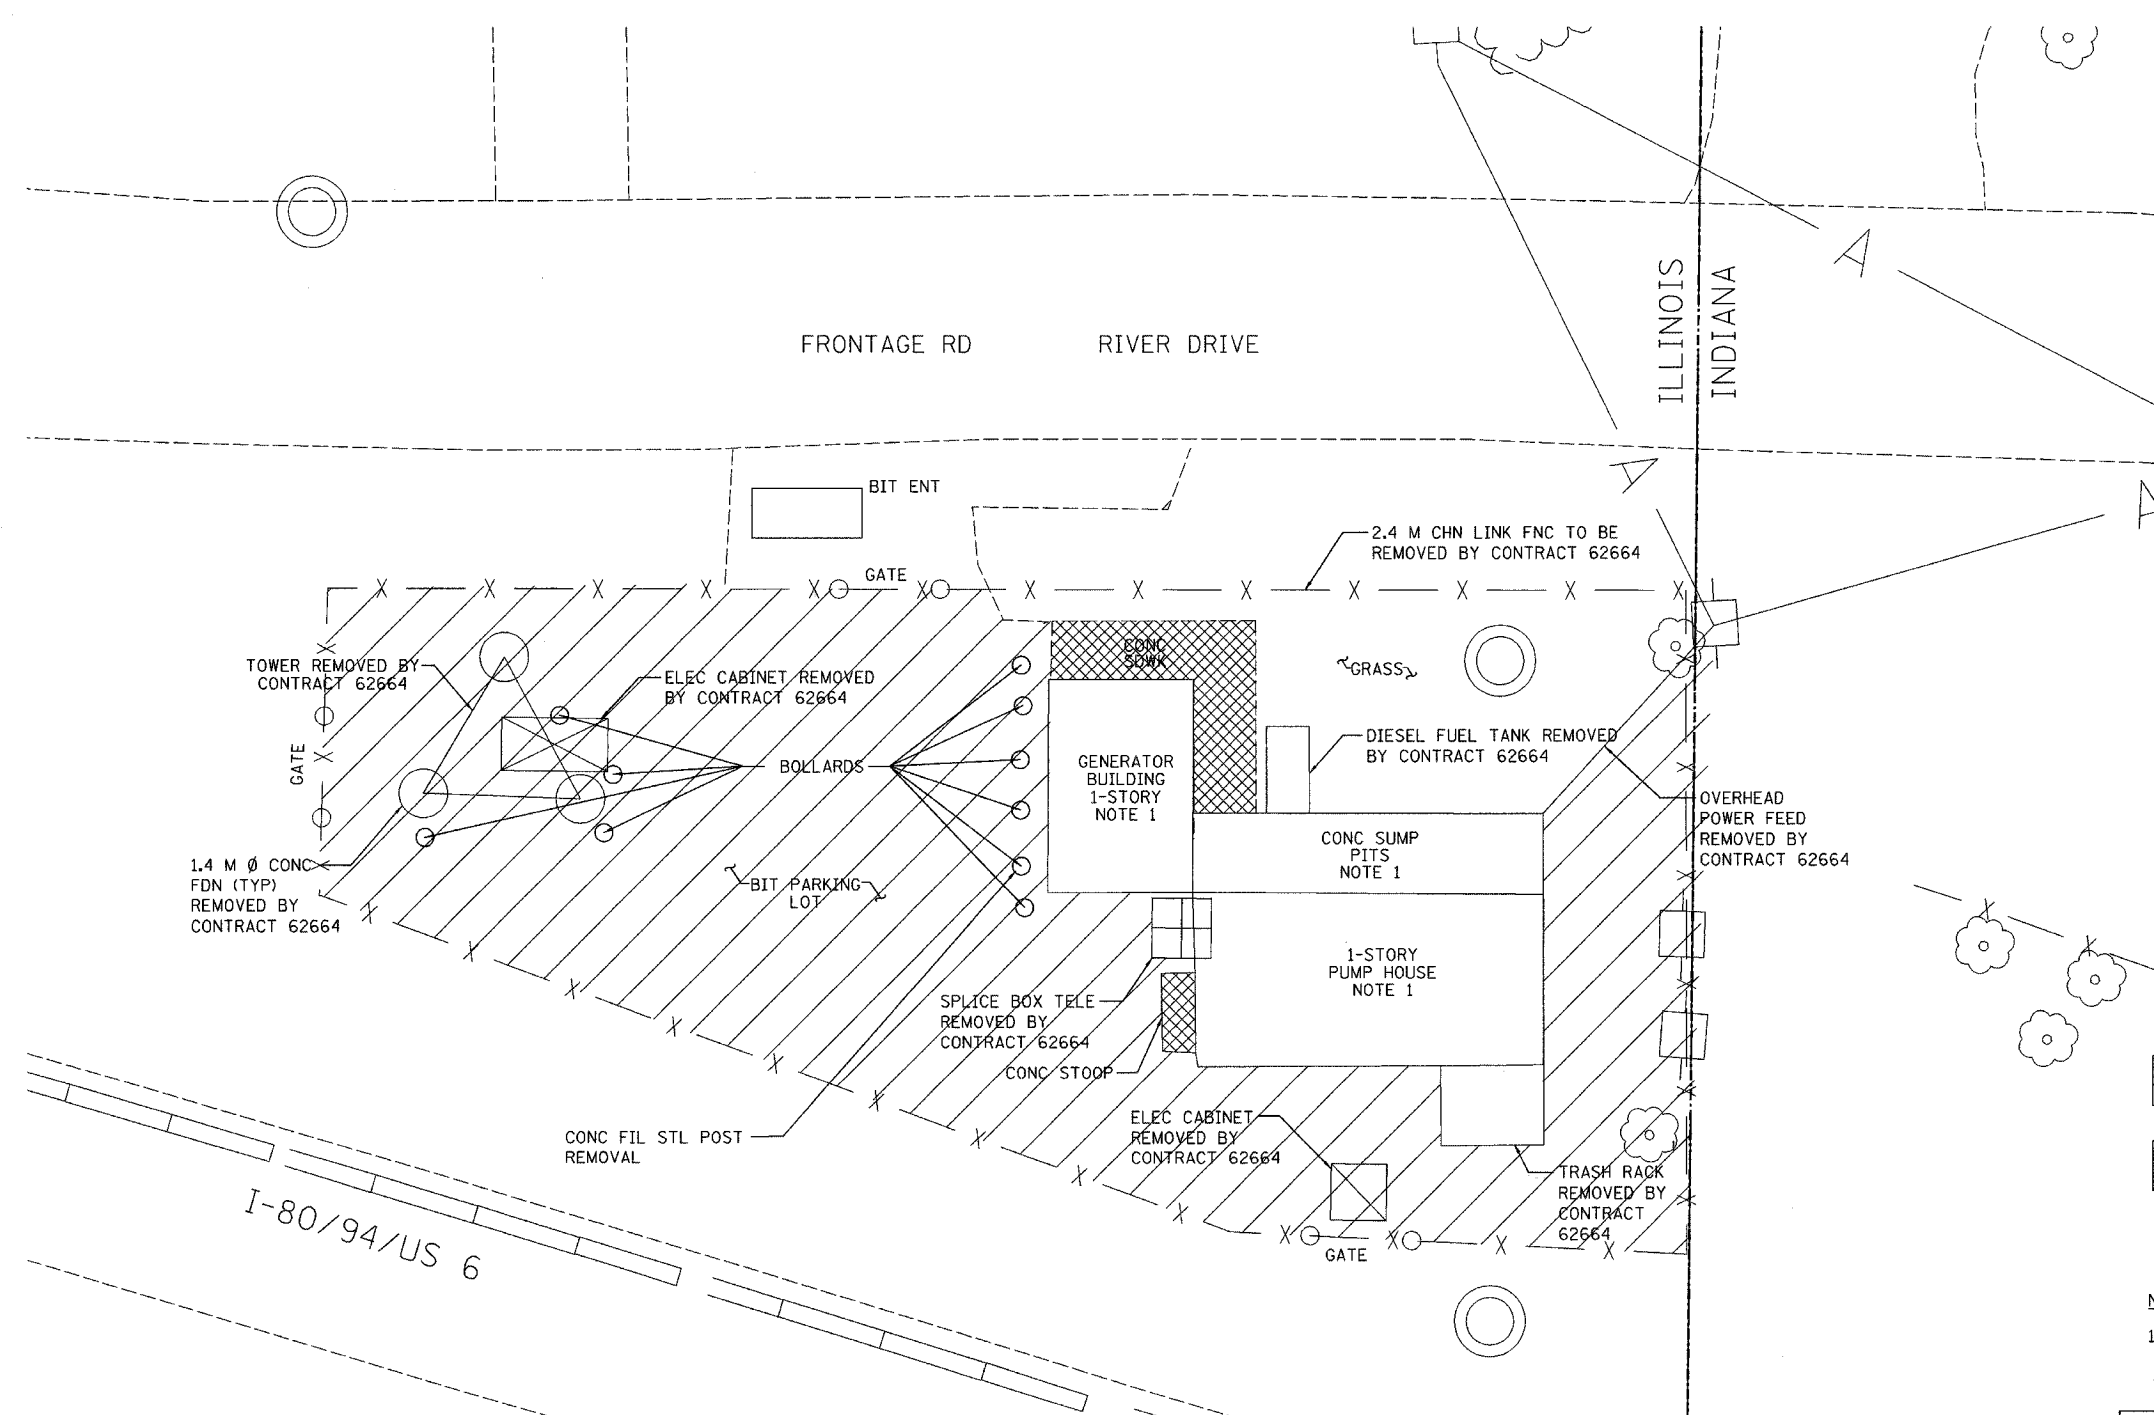 ILLINOIS
INDIANA
A
FRONTAGE RD
RIVER DRIVE
A
A
BIT ENT
2.4 M CHN LINK FNC TO BE
REMOVED BY CONTRACT 62664
GATE
CONC
SDWK
TOWER REMOVED BY
CONTRACT 62664
ELEC CABINET REMOVED
BY CONTRACT 62664
GRASS
GATE
BOLLARDS
GENERATOR
BUILDING
1-STORY
NOTE 1
DIESEL FUEL TANK REMOVED
BY CONTRACT 62664
OVERHEAD
POWER FEED
REMOVED BY
CONTRACT 62664
CONC SUMP
PITS
NOTE 1
1.4 M Ø CONC
FDN (TYP)
REMOVED BY
CONTRACT 62664
BIT PARKING
LOT
1-STORY
PUMP HOUSE
NOTE 1
SPLICE BOX TELE
REMOVED BY
CONTRACT 62664
CONC STOOP
CONC FIL STL POST
REMOVAL
ELEC CABINET
REMOVED BY
CONTRACT 62664
TRASH RACK
REMOVED BY
CONTRACT
62664
GATE
I-80/94/US 6